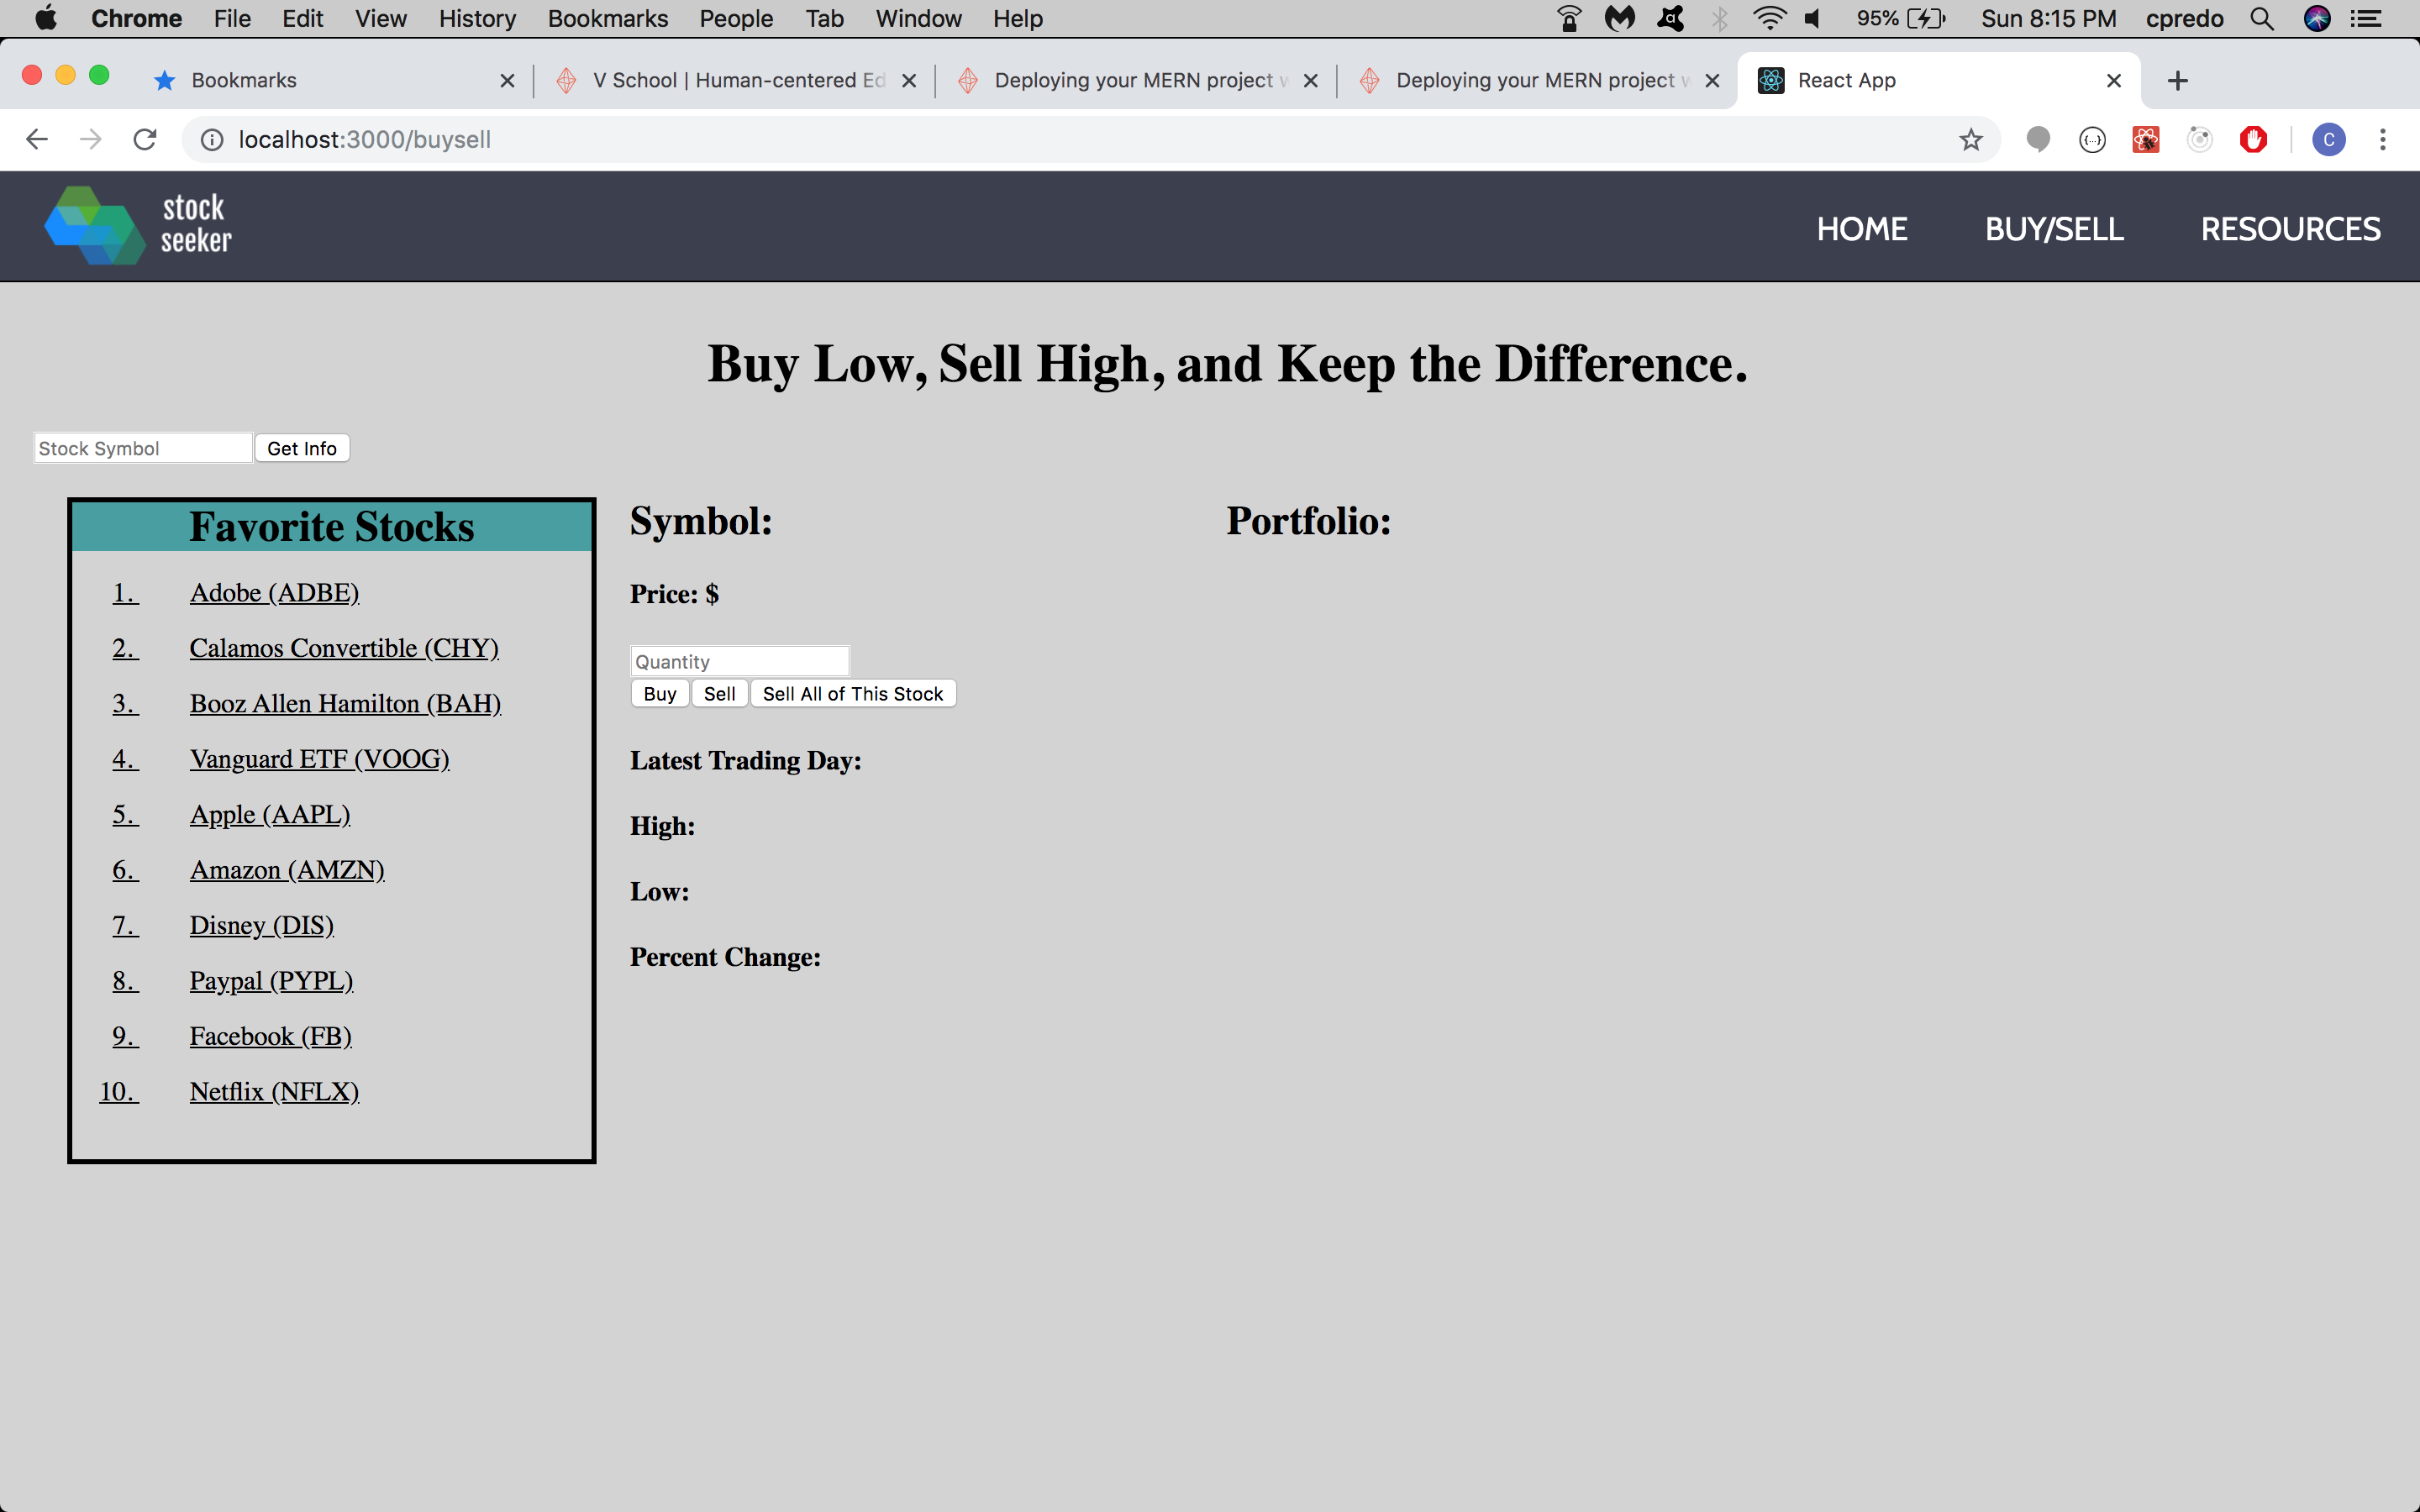 Chrome File Edit View History Bookmarks People Tab Window Help 95% Sun 8:15 PM cpredo
Bookmarks V School | Human-centered Ed Deploying your MERN project w Deploying your MERN project w React App
localhost:3000/buysell C
stock
seeker
HOME BUY/SELL RESOURCES
Buy Low, Sell High, and Keep the Difference.
Stock Symbol Get Info
Favorite Stocks
1. Adobe (ADBE)
2. Calamos Convertible (CHY)
3. Booz Allen Hamilton (BAH)
4. Vanguard ETF (VOOG)
5. Apple (AAPL)
6. Amazon (AMZN)
7. Disney (DIS)
8. Paypal (PYPL)
9. Facebook (FB)
10. Netflix (NFLX)
Symbol:
Price: $
Quantity
Buy Sell Sell All of This Stock
Latest Trading Day:
High:
Low:
Percent Change:
Portfolio: